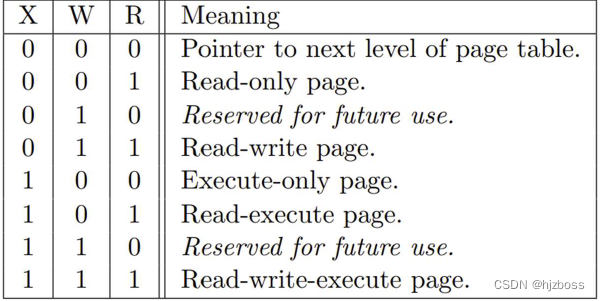 X W R Meaning
0 0 0 Pointer to next level of page table.
0 0 1 Read-only page.
0 1 0 Reserved for future use.
0 1 1 Read-write page.
1 0 0 Execute-only page.
1 0 1 Read-execute page.
1 1 0 Reserved for future use.
1 1 1 Read-write-execute page.
CSDN @hjzboss